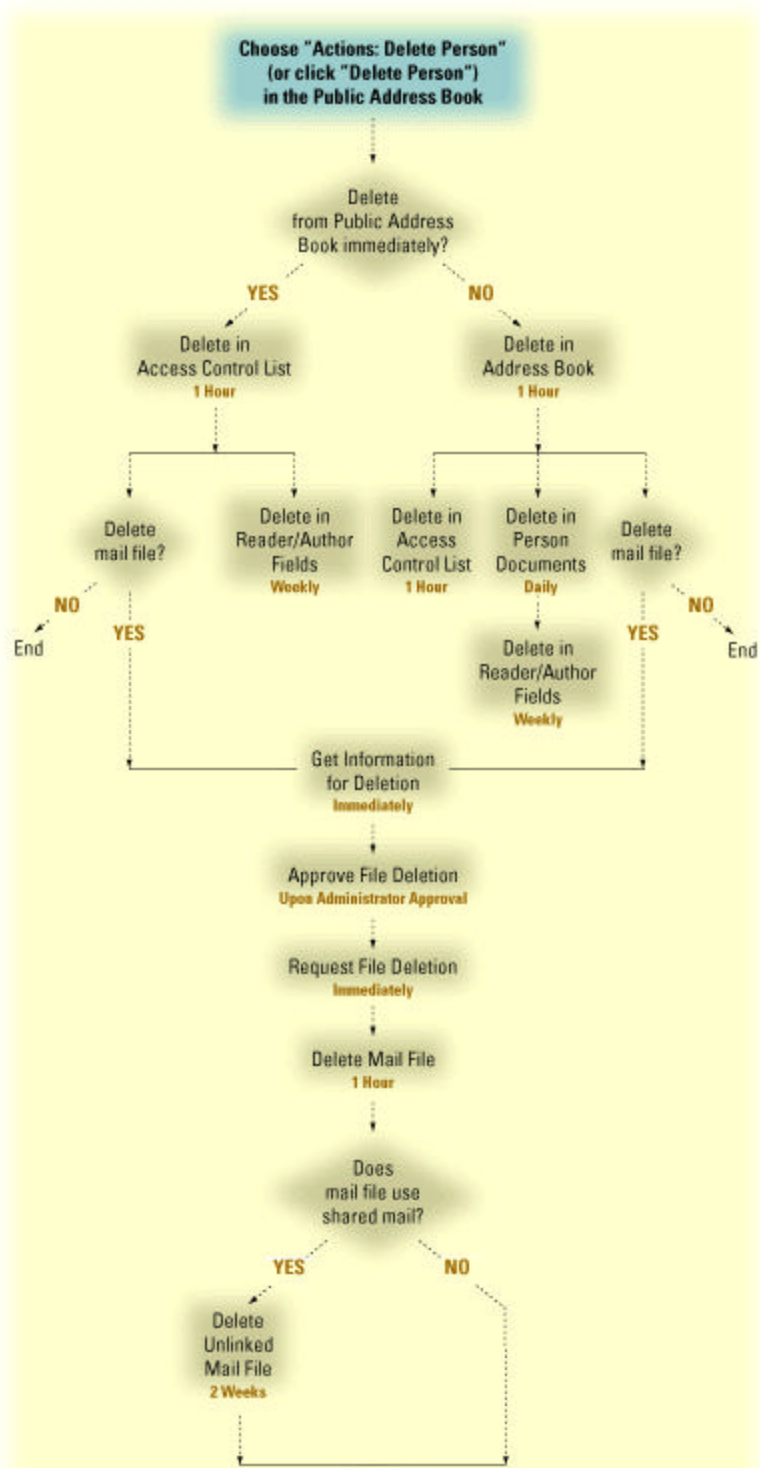 Choose "Actions: Delete Person"
(or click "Delete Person")
in the Public Address Book
Delete
from Public Address
Book immediately?
YES
NO
Delete in
Access Control List
1 Hour
Delete in
Address Book
1 Hour
Delete
mail file?
Delete in
Reader/Author
Fields
Weekly
Delete in
Access
Control List
1 Hour
Delete in
Person
Documents
Daily
Delete
mail file?
NO
YES
End
YES
NO
End
Delete in
Reader/Author
Fields
Weekly
Get Information
for Deletion
Immediately
Approve File Deletion
Upon Administrator Approval
Request File Deletion
Immediately
Delete Mail File
1 Hour
Does
mail file use
shared mail?
YES
NO
Delete
Unlinked
Mail File
2 Weeks